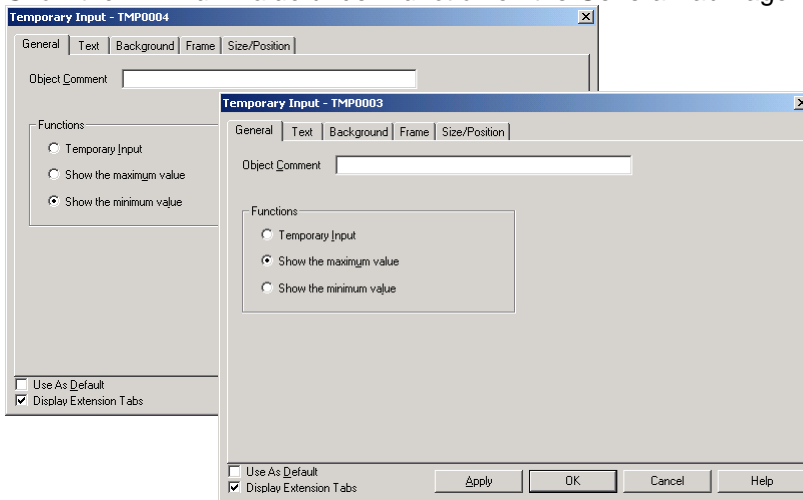 Temporary Input - TMP0004
General Text Background Frame Size/Position
Object Comment
Functions
Temporary Input
Show the maximum value
Show the minimum value
Use As Default
Display Extension Tabs
Temporary Input - TMP0003
General Text Background Frame Size/Position
Object Comment
Functions
Temporary Input
Show the maximum value
Show the minimum value
Use As Default
Display Extension Tabs
Apply OK Cancel Help